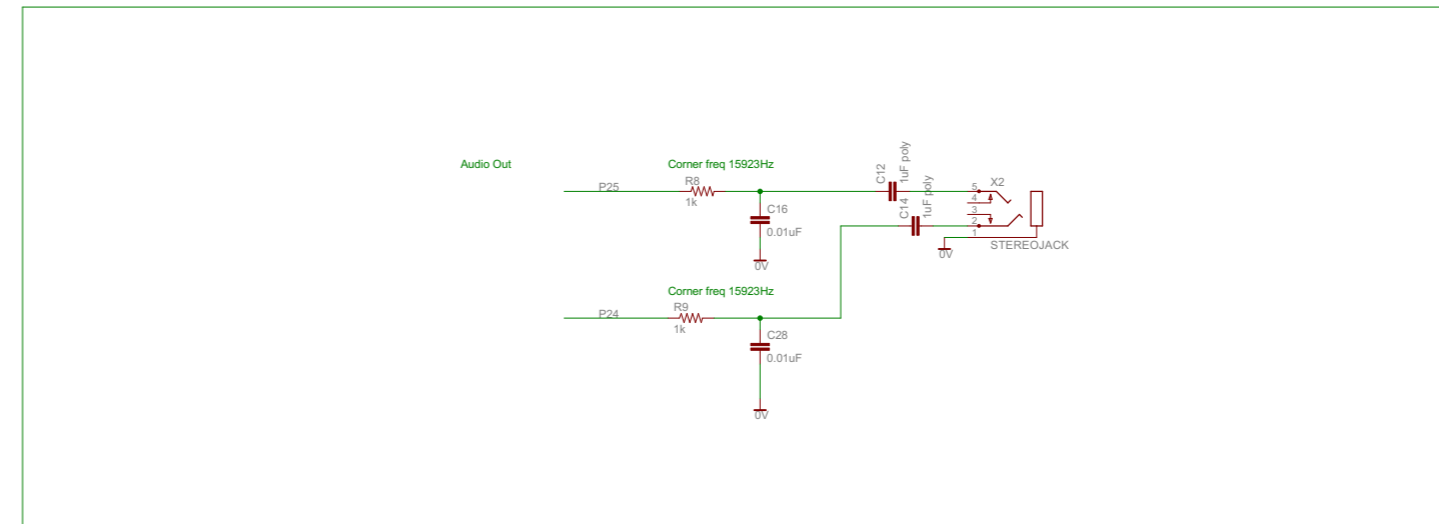 Audio Out
Corner freq 15923Hz
P25
R8
1k
C16
0.01uF
0V
C12
1uF poly
C14
1uF poly
5
4
3
2
1
X2
STEREOJACK
0V
Corner freq 15923Hz
P24
R9
1k
C28
0.01uF
0V